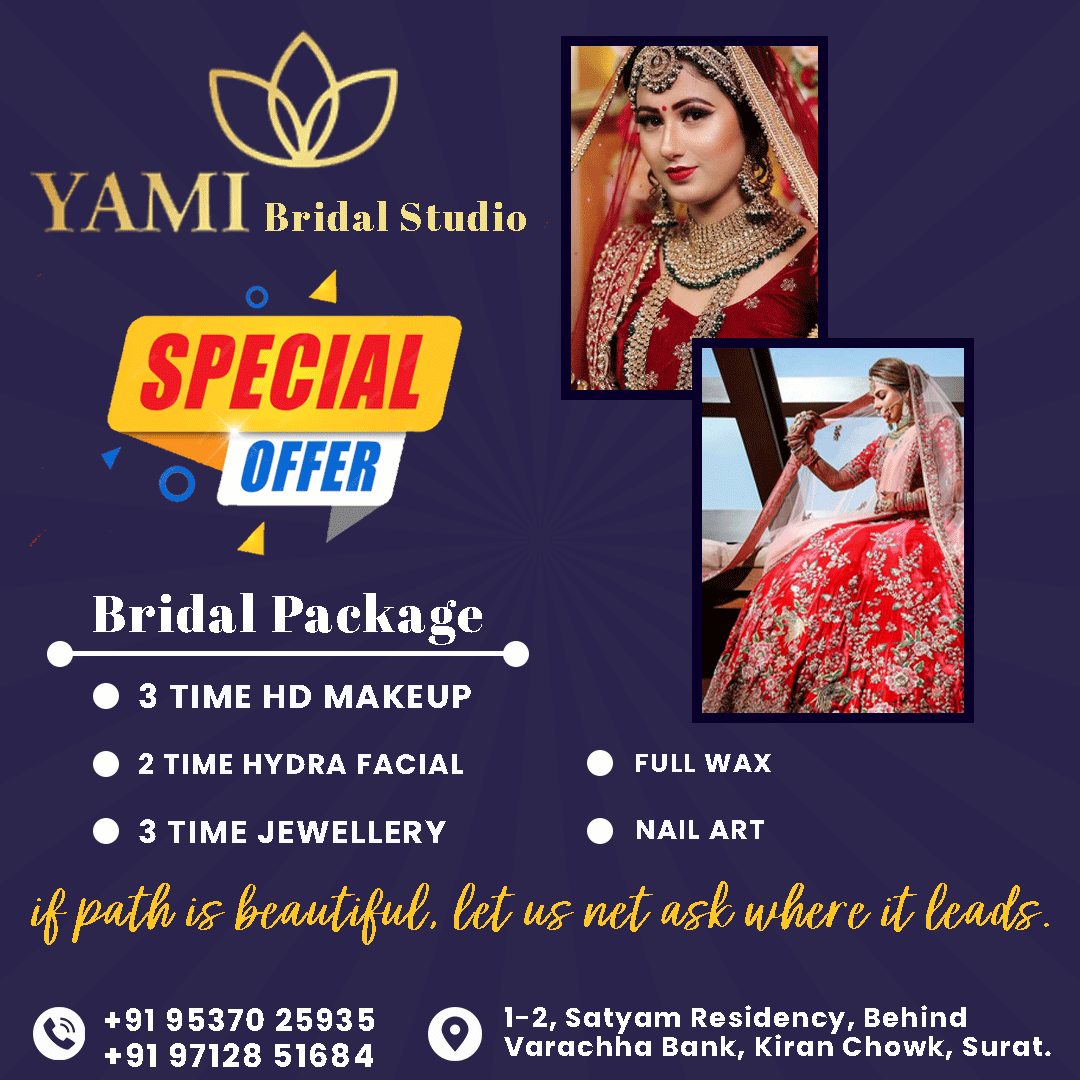 YAMI Bridal Studio
SPECIAL
OFFER
Bridal Package
3 TIME HD MAKEUP
2 TIME HYDRA FACIAL
3 TIME JEWELLERY
FULL WAX
NAIL ART
if path is beautiful, let us net ask where it leads.
+91 95370 25935
+91 97128 51684
1-2, Satyam Residency, Behind
Varachha Bank, Kiran Chowk, Surat.